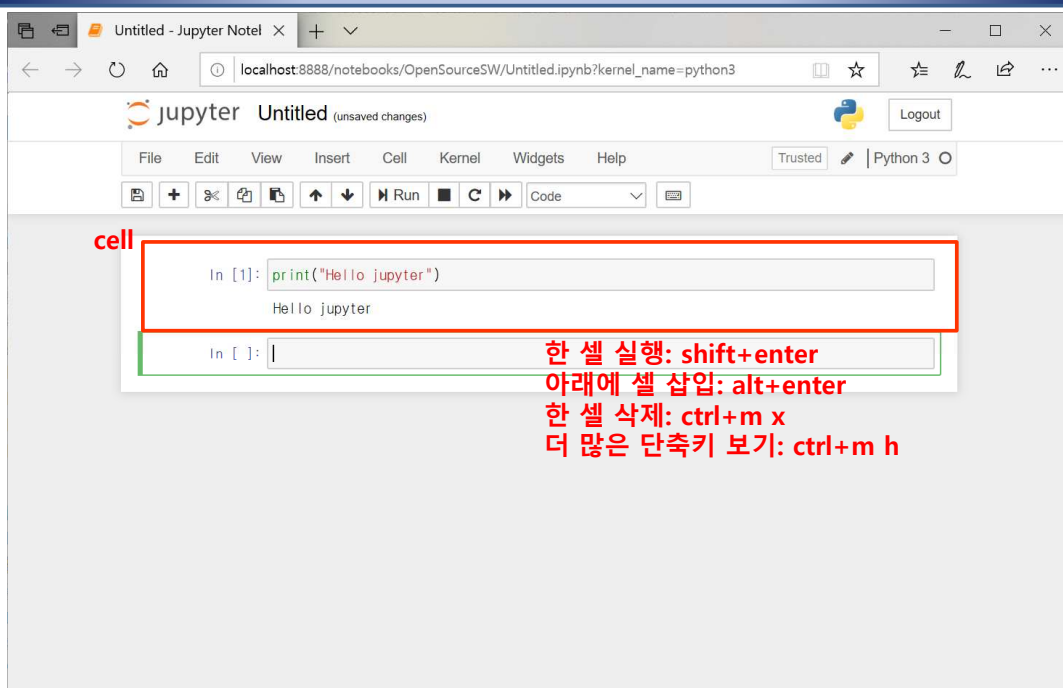 Untitled - Jupyter Notel
localhost:8888/notebooks/OpenSourceSW/Untitled.ipynb?kernel_name=python3
jupyter Untitled (unsaved changes)
Logout
File Edit View Insert Cell Kernel Widgets Help Trusted Python 3
Run Code
cell
In [1]: print("Hello jupyter")
Hello jupyter
In [ ]:
한 셀 실행: shift+enter
아래에 셀 삽입: alt+enter
한 셀 삭제: ctrl+m x
더 많은 단축키 보기: ctrl+m h